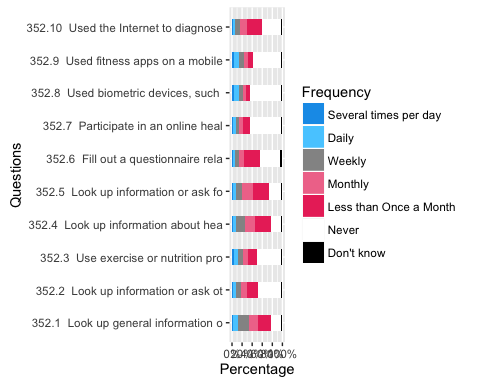 352.10 Used the Internet to diagnose
352.9 Used fitness apps on a mobile
352.8 Used biometric devices, such
352.7 Participate in an online heal
352.6 Fill out a questionnaire rela
352.5 Look up information or ask fo
352.4 Look up information about hea
352.3 Use exercise or nutrition pro
352.2 Look up information or ask ot
352.1 Look up general information o
Questions
Percentage
Frequency
Several times per day
Daily
Weekly
Monthly
Less than Once a Month
Never
Don't know